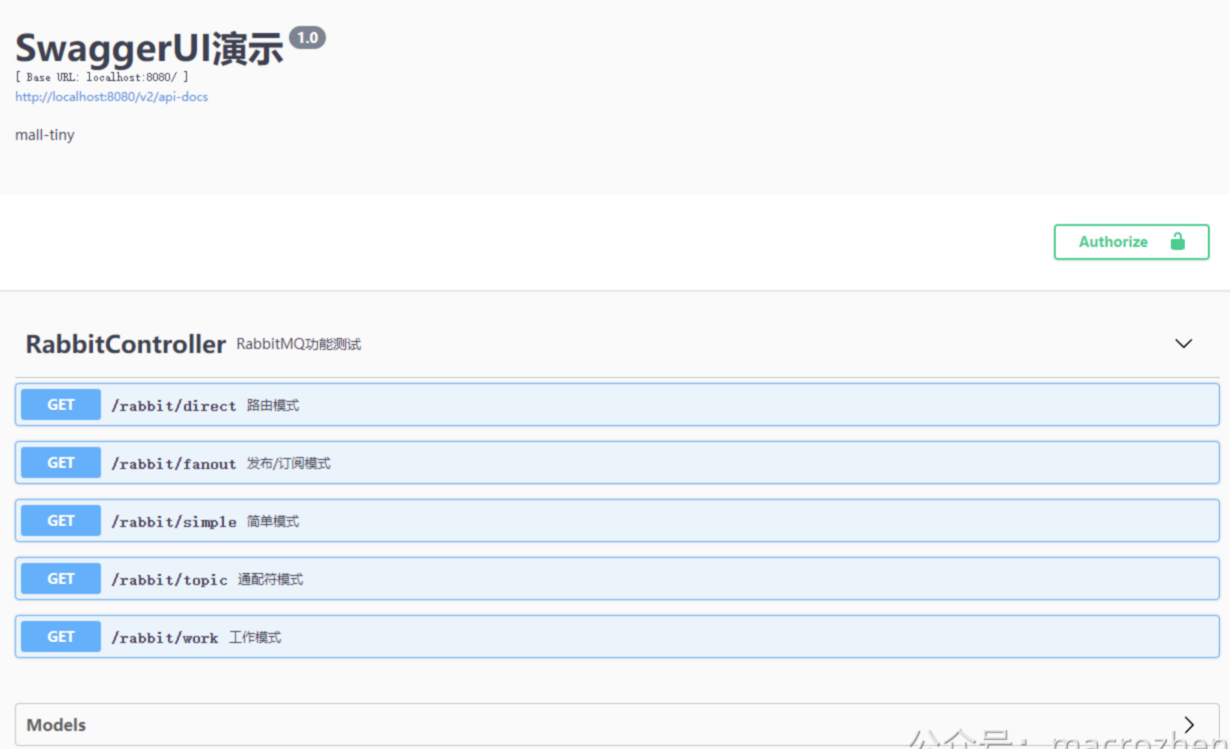 SwaggerUI演示 1.0
[ Base URL: localhost:8080/ ]
http://localhost:8080/v2/api-docs
mall-tiny
Authorize
RabbitController RabbitMQ功能测试
GET /rabbit/direct 路由模式
GET /rabbit/fanout 发布/订阅模式
GET /rabbit/simple 简单模式
GET /rabbit/topic 通配符模式
GET /rabbit/work 工作模式
Models
公众号：macrozheng